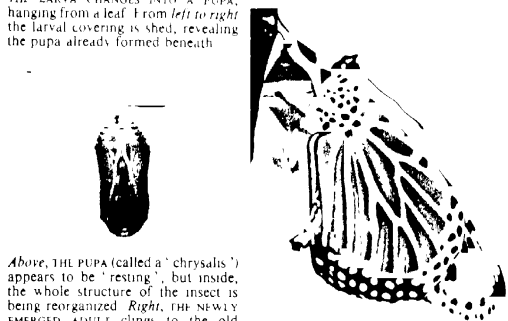 THE LARVA CHANGES INTO A PUPA,
hanging from a leaf From left to right
the larval covering is shed, revealing
the pupa already formed beneath
Above, THE PUPA (called a ' chrysalis ')
appears to be ' resting ', but inside,
the whole structure of the insect is
being reorganized Right, THE NEWLY
EMERGED ADULT clings to the old